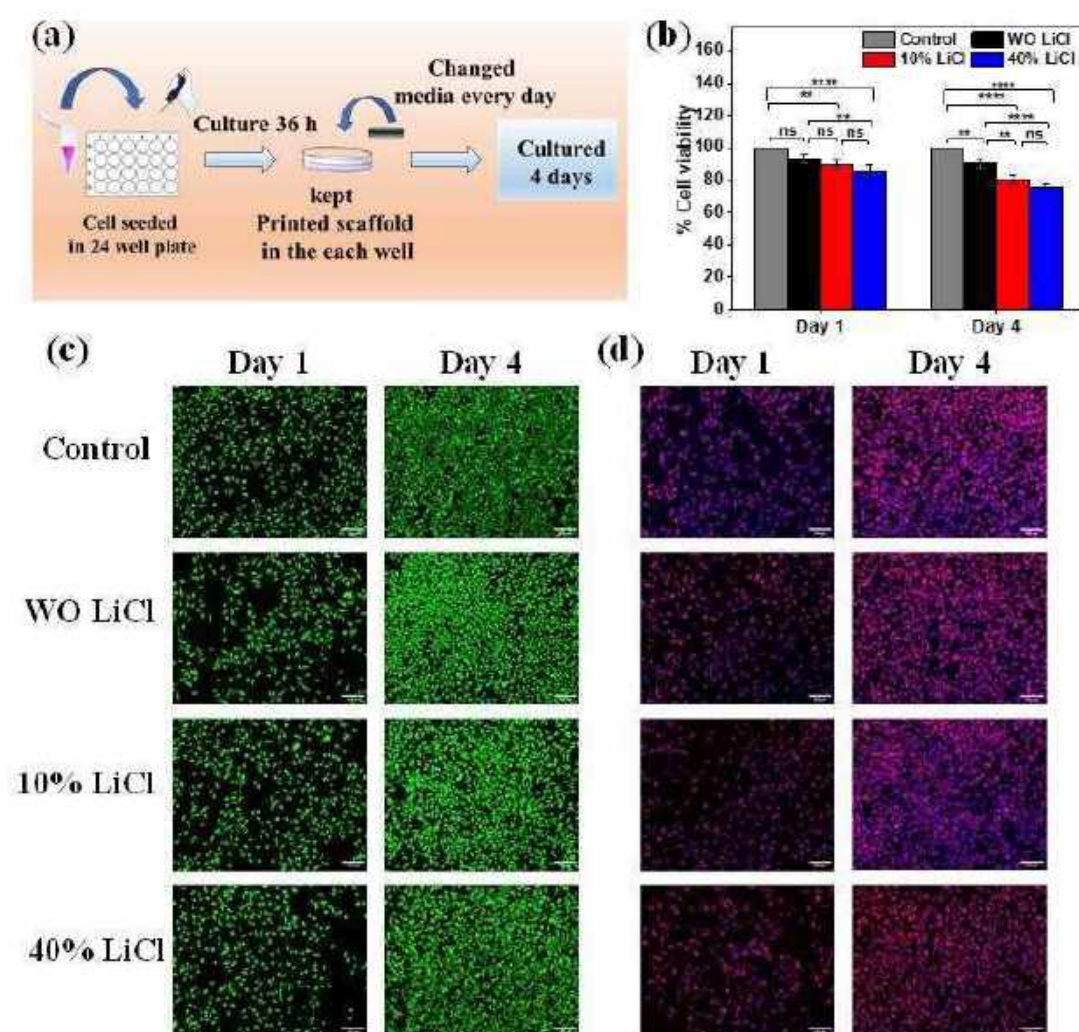 (a)
Changed
media every day
Culture 36 h
Cultured
4 days
kept
Printed scaffold
in the each well
Cell seeded
in 24 well plate
(b)
% Cell viability
160
140
120
100
80
60
40
20
0
Control
WO LiCl
10% LiCl
40% LiCl
****
**
**
ns
ns
ns
****
****
****
**
**
ns
Day 1
Day 4
(c)
Day 1
Day 4
(d)
Day 1
Day 4
Control
WO LiCl
10% LiCl
40% LiCl